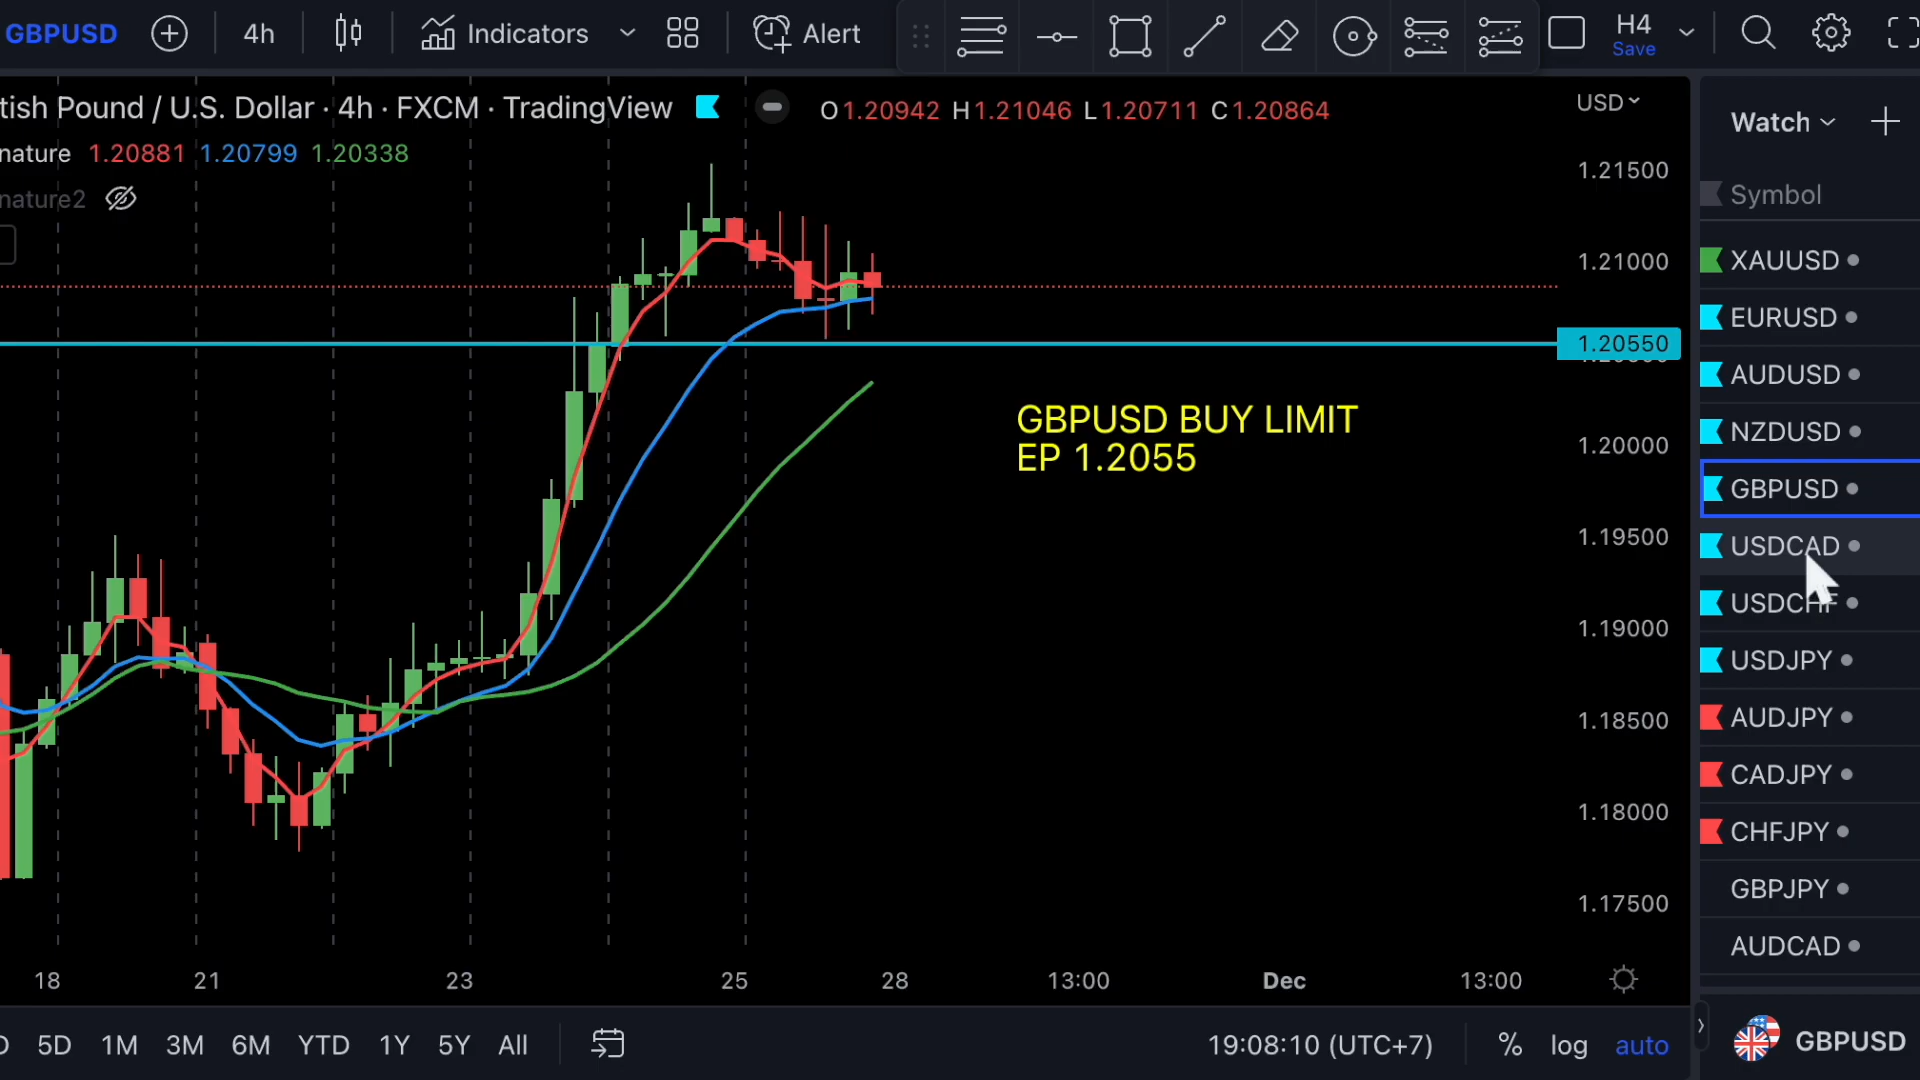 GBPUSD
4h
Indicators
Alert
H4
Save
tish Pound / U.S. Dollar · 4h · FXCM · TradingView
O1.20942 H1.21046 L1.20711 C1.20864
USD
nature 1.20881 1.20799 1.20338
nature2
1.21500
1.21000
1.20550
1.20000
1.19500
1.19000
1.18500
1.18000
1.17500
GBPUSD BUY LIMIT
EP 1.2055
18
21
23
25
28
13:00
Dec
13:00
5D
1M
3M
6M
YTD
1Y
5Y
All
19:08:10 (UTC+7)
%
log
auto
Watch
Symbol
XAUUSD
EURUSD
AUDUSD
NZDUSD
GBPUSD
USDCAD
USDCHF
USDJPY
AUDJPY
CADJPY
CHFJPY
GBPJPY
AUDCAD
GBPUSD